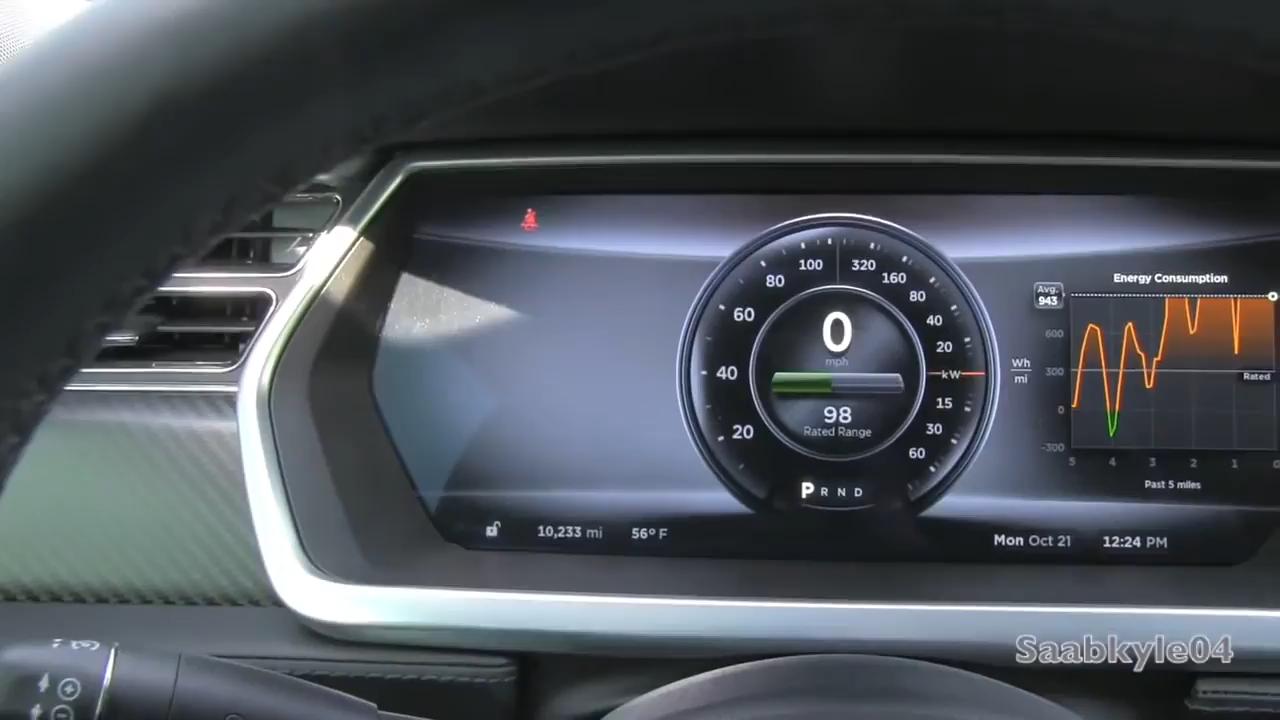 100
320
80
160
60
80
40
40
20
20
kW
15
30
60
0
mph
98
Rated Range
P R N D
10,233 mi
56° F
Energy Consumption
Avg.
943
600
300
0
-300
Wh
mi
Rated
5 4 3 2 1 0
Past 5 miles
Mon Oct 21
12:24 PM
Saabkyle04